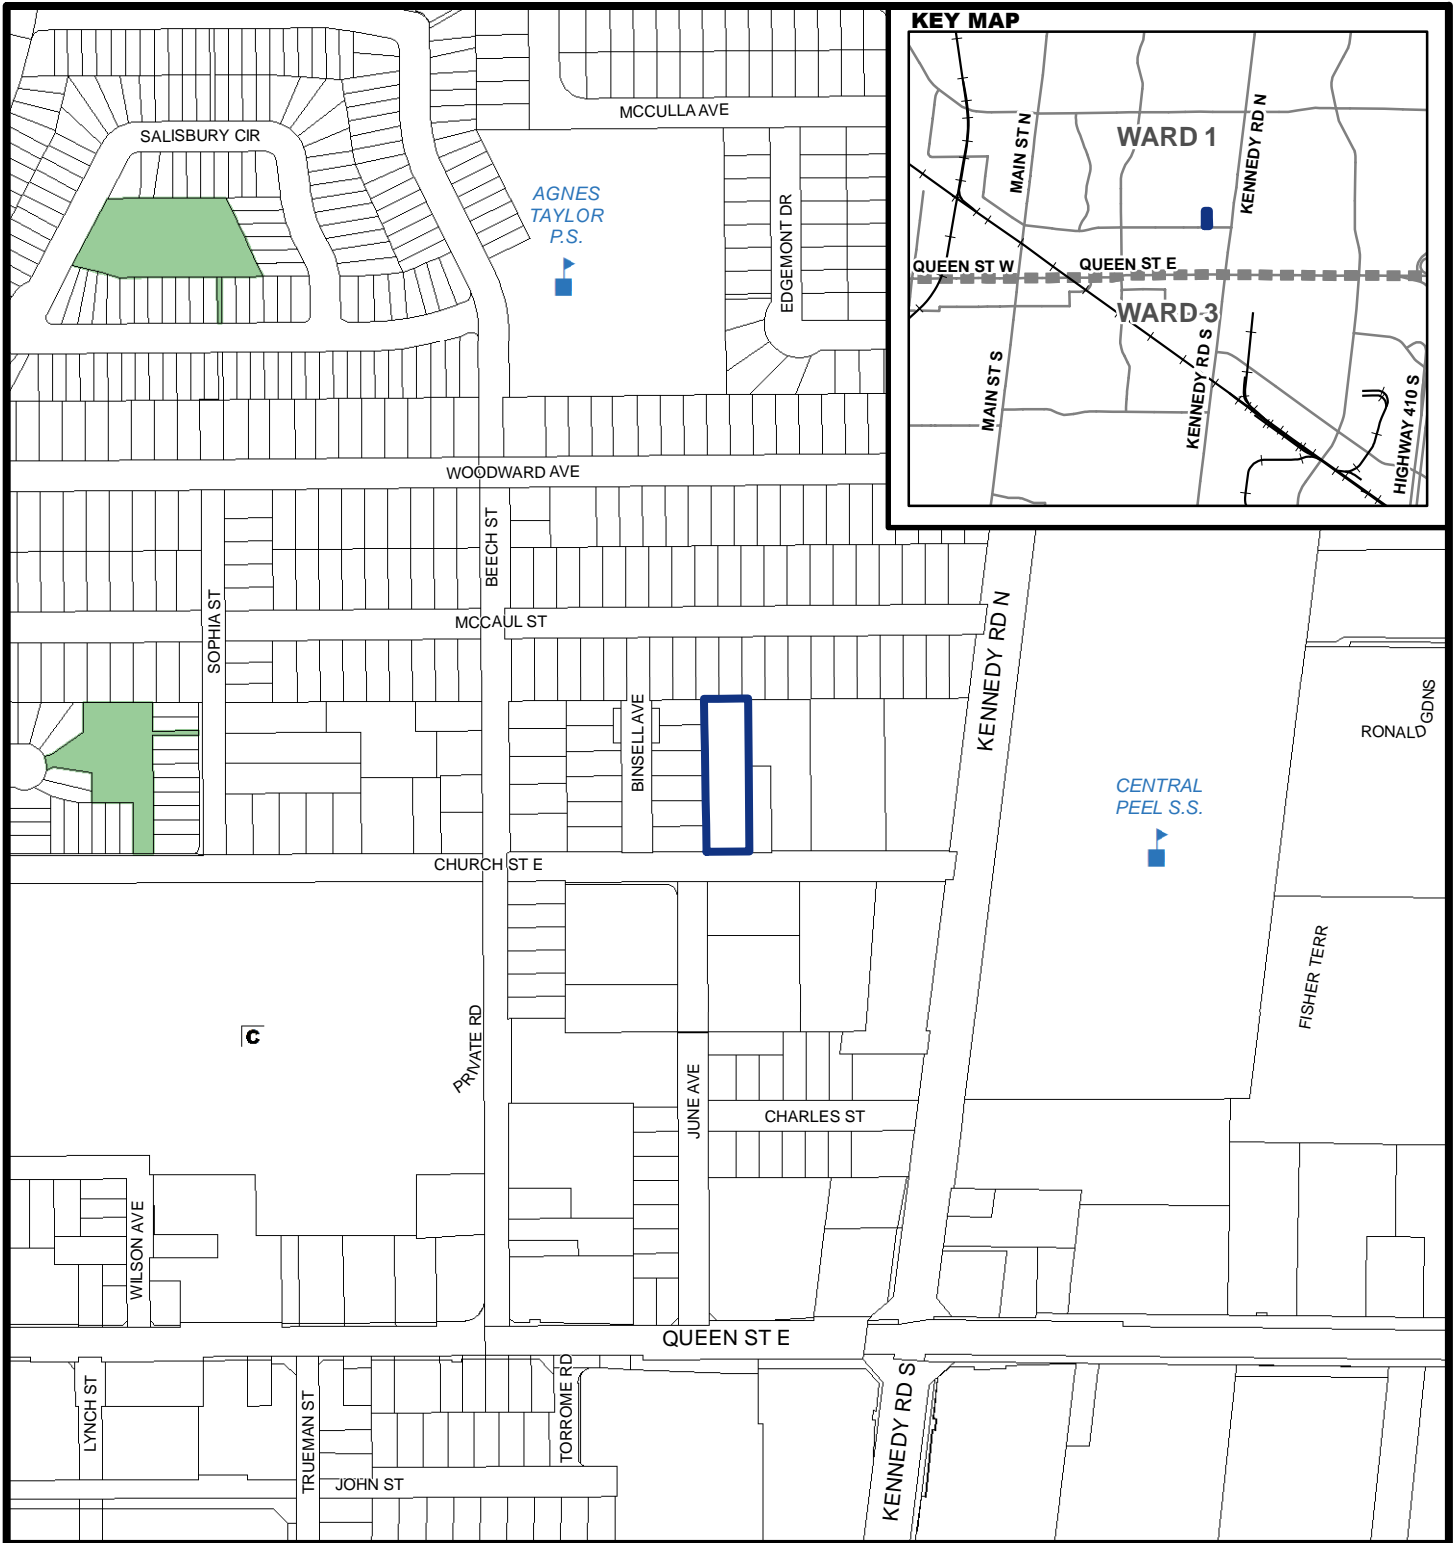 KEY MAP
MAIN ST N
WARD 1
KENNEDY RD N
QUEEN ST W
QUEEN ST E
WARD 3
MAIN ST S
KENNEDY RD S
HIGHWAY 410 S
MCCULLA AVE
SALISBURY CIR
AGNES
TAYLOR
P.S.
EDGEMONT DR
WOODWARD AVE
BEECH ST
SOPHIA ST
MCCAUL ST
KENNEDY RD N
BINSELL AVE
RONALD GDNS
CENTRAL
PEEL S.S.
CHURCH ST E
FISHER TERR
C
PRIVATE RD
JUNE AVE
CHARLES ST
WILSON AVE
QUEEN ST E
LYNCH ST
TRUEMAN ST
TORROME RD
KENNEDY RD S
JOHN ST